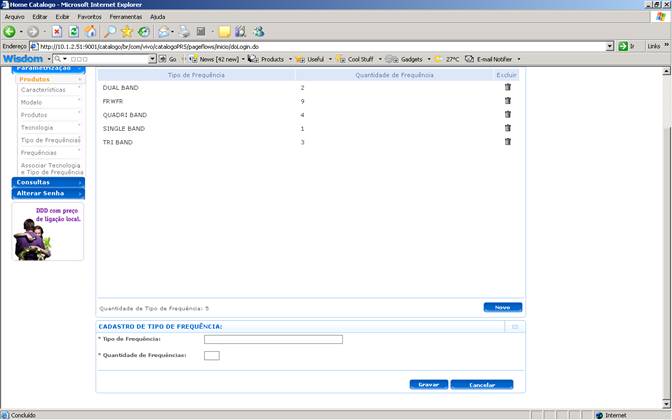 Home Catalogo - Microsoft Internet Explorer
Arquivo Editar Exibir Favoritos Ferramentas Ajuda
Endereço http://10.1.2.51:9001/catalogo/br/com/vivo/catalogoPRS/pageflows/inicio/doLogin.do Ir Links »
Wisdom Go News [42 new] Products Useful Cool Stuff Gadgets 27°C E-mail Notifier
Parametrização
Produtos
Características
Modelo
Produtos
Tecnologia
Tipo de Frequência
Frequências
Associar Tecnologia
e Tipo de Frequência
Consultas
Alterar Senha
DDD com preço
de ligação local.
Tipo de Frequência Quantidade de Frequência Excluir
DUAL BAND 2
FRWFR 9
QUADRI BAND 4
SINGLE BAND 1
TRI BAND 3
Quantidade de Tipo de Frequência: 5 Novo
CADASTRO DE TIPO DE FREQUÊNCIA:
* Tipo de Frequência:
* Quantidade de Frequências:
Gravar Cancelar
Concluído Internet